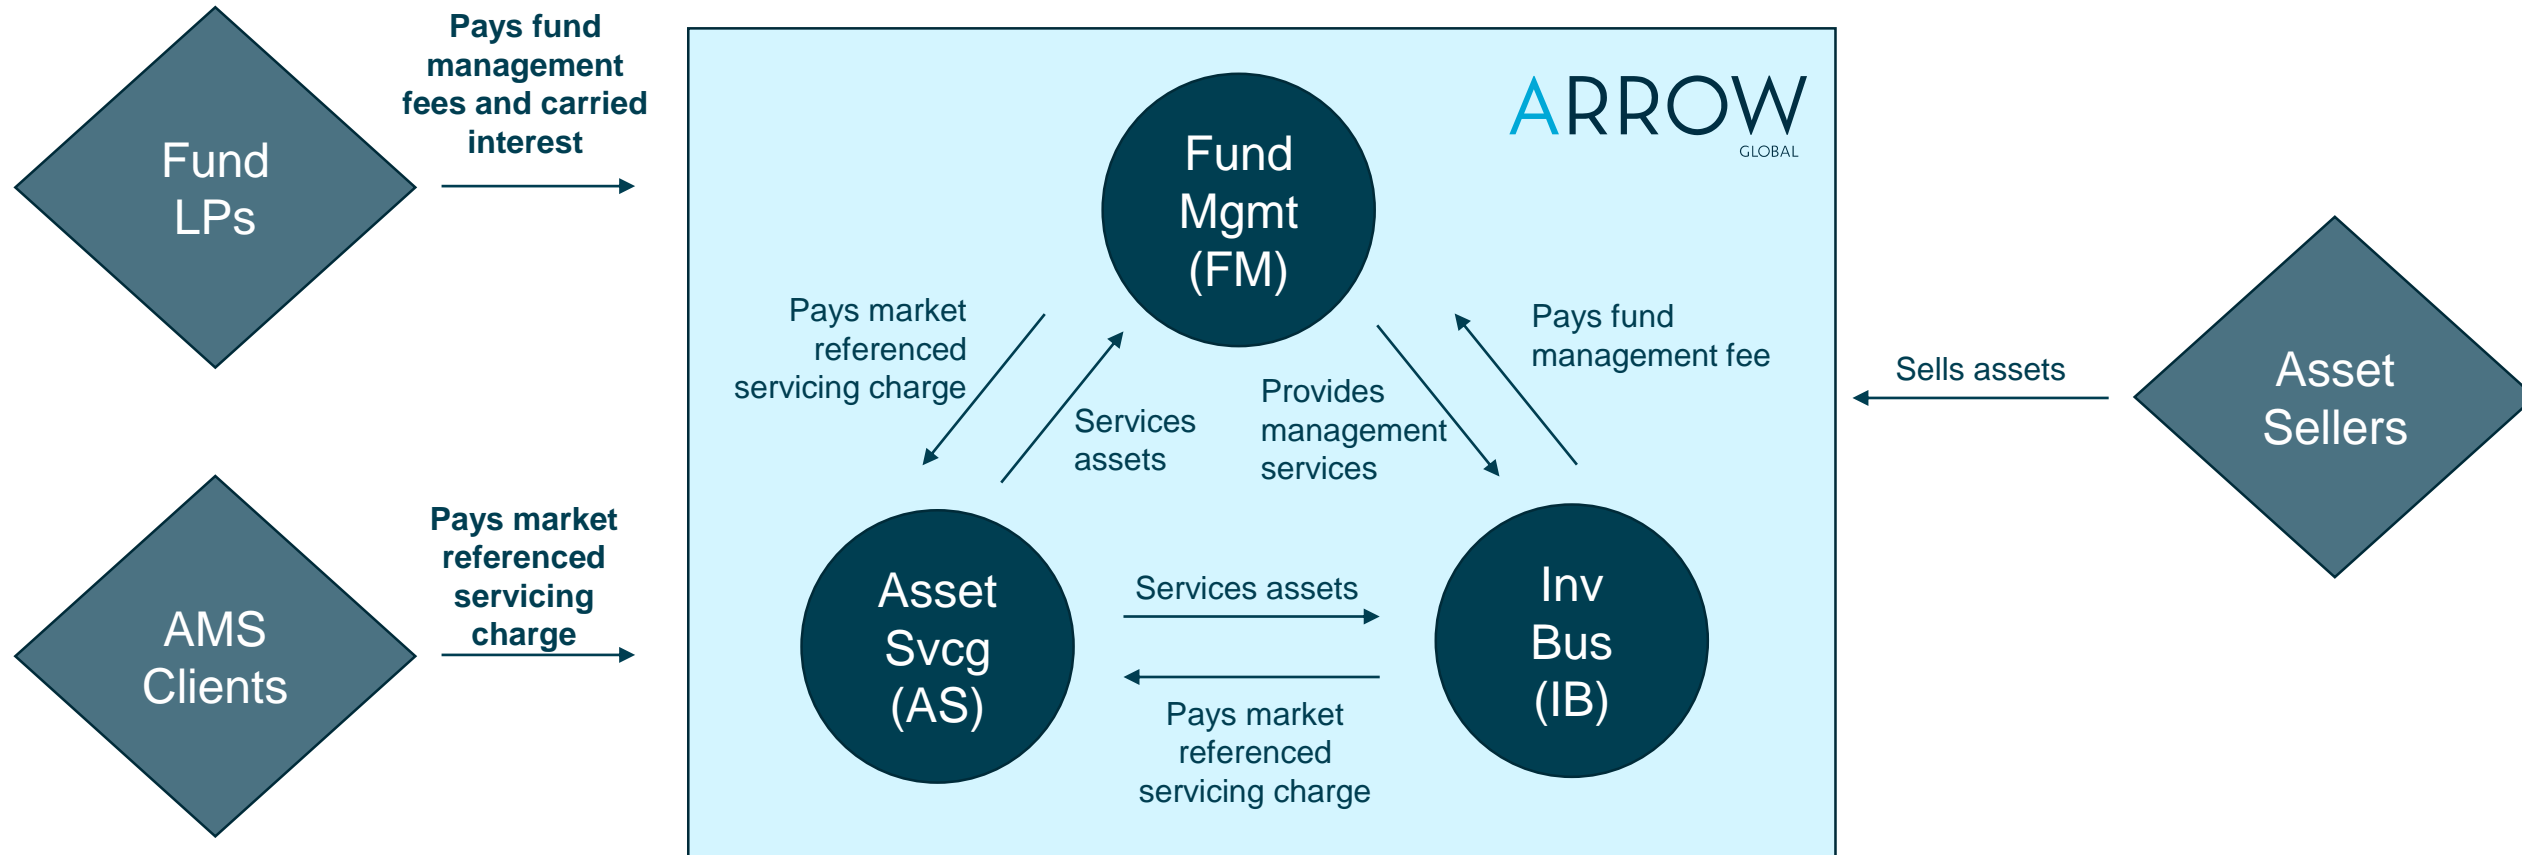 Pays fund
management
fees and carried
interest
Fund
LPs
Pays market
referenced
servicing
charge
AMS
Clients
ARROW
GLOBAL
Fund
Mgmt
(FM)
Pays market
referenced
servicing charge
Services
assets
Provides
management
services
Pays fund
management fee
Asset
Svcg
(AS)
Services assets
Pays market
referenced
servicing charge
Inv
Bus
(IB)
Sells assets
Asset
Sellers